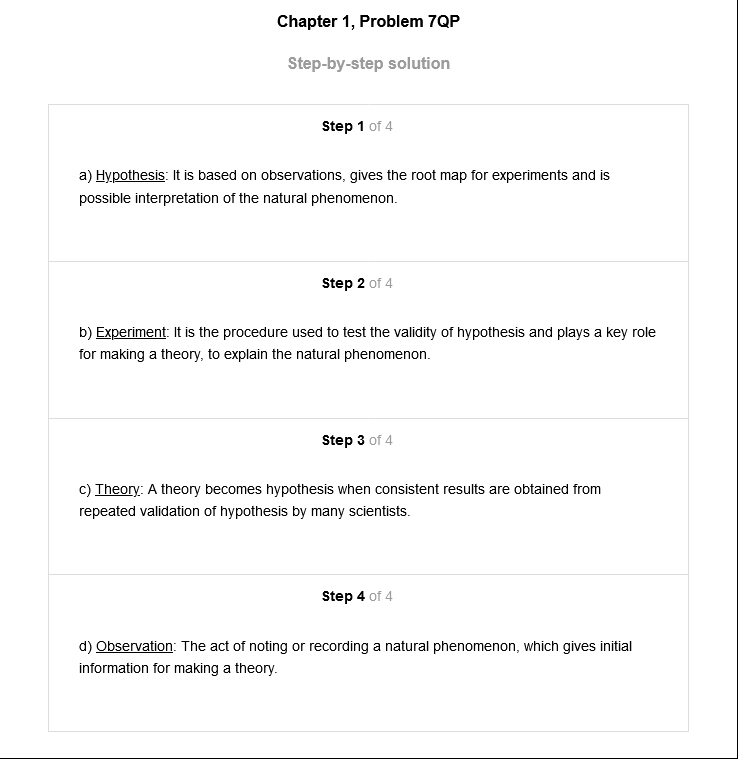 Chapter 1, Problem 7QP
Step-by-step solution
Step 1 of 4
a) Hypothesis: It is based on observations, gives the root map for experiments and is
possible interpretation of the natural phenomenon.
Step 2 of 4
b) Experiment: It is the procedure used to test the validity of hypothesis and plays a key role
for making a theory, to explain the natural phenomenon.
Step 3 of 4
c) Theory: A theory becomes hypothesis when consistent results are obtained from
repeated validation of hypothesis by many scientists.
Step 4 of 4
d) Observation: The act of noting or recording a natural phenomenon, which gives initial
information for making a theory.